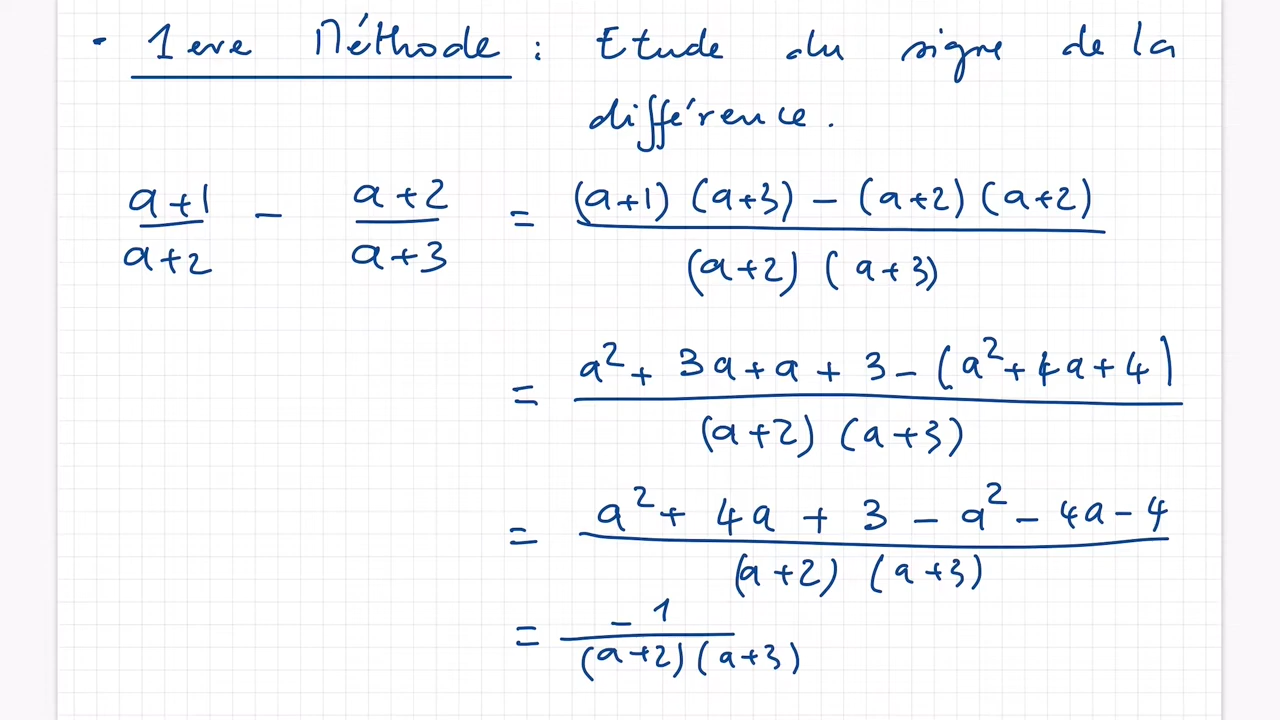 • 1ere Méthode : Etude du signe de la
différence.
(a+1)/(a+2) - (a+2)/(a+3) = ((a+1)(a+3) - (a+2)(a+2))/((a+2)(a+3))
= (a² + 3a + a + 3 - (a² + 4a + 4))/((a+2)(a+3))
= (a² + 4a + 3 - a² - 4a - 4)/((a+2)(a+3))
= -1/((a+2)(a+3))